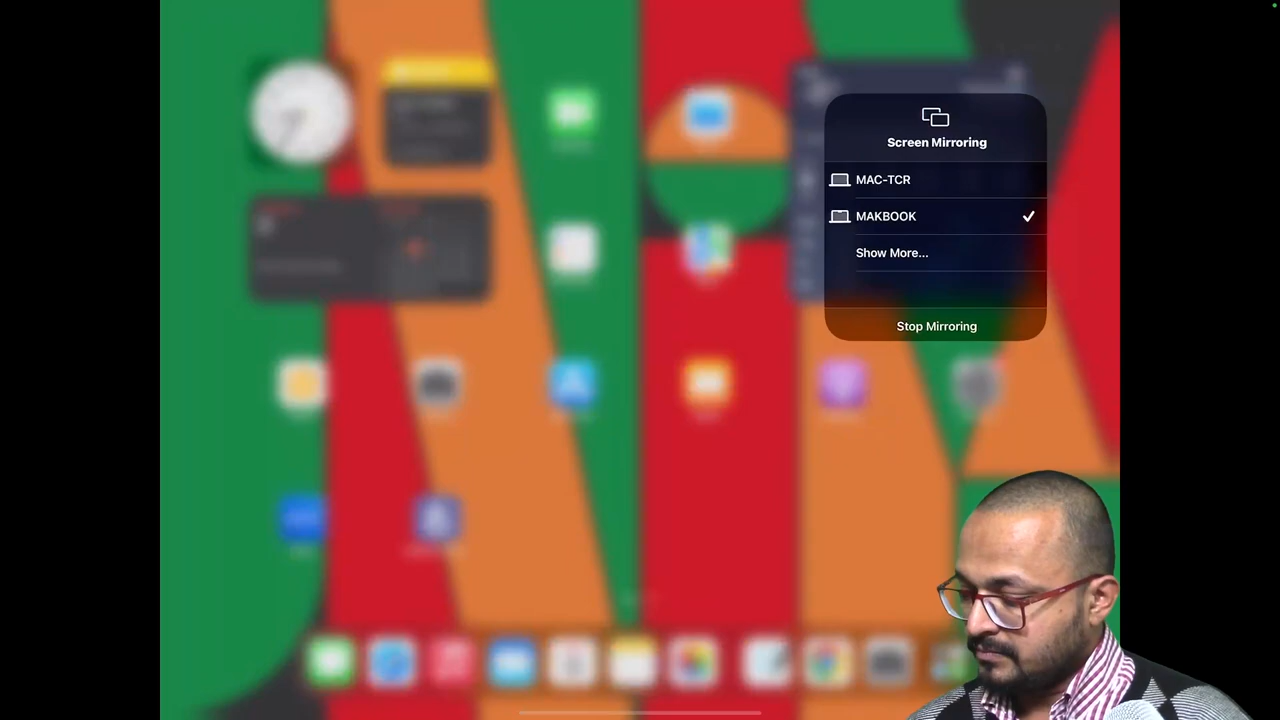 Screen Mirroring
MAC-TCR
MAKBOOK
Show More...
Stop Mirroring